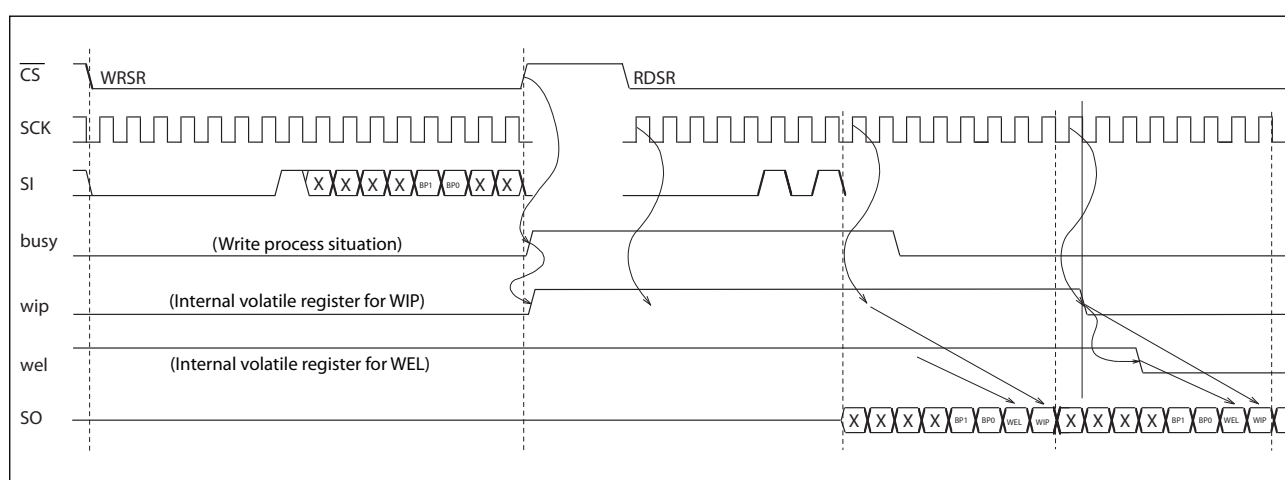 CS WRSR RDSR
SCK
SI X X X X BP1 BP0 X X
busy (Write process situation)
wip (Internal volatile register for WIP)
wel (Internal volatile register for WEL)
SO X X X X BP1 BP0 WEL WIP X X X X BP1 BP0 WEL WIP